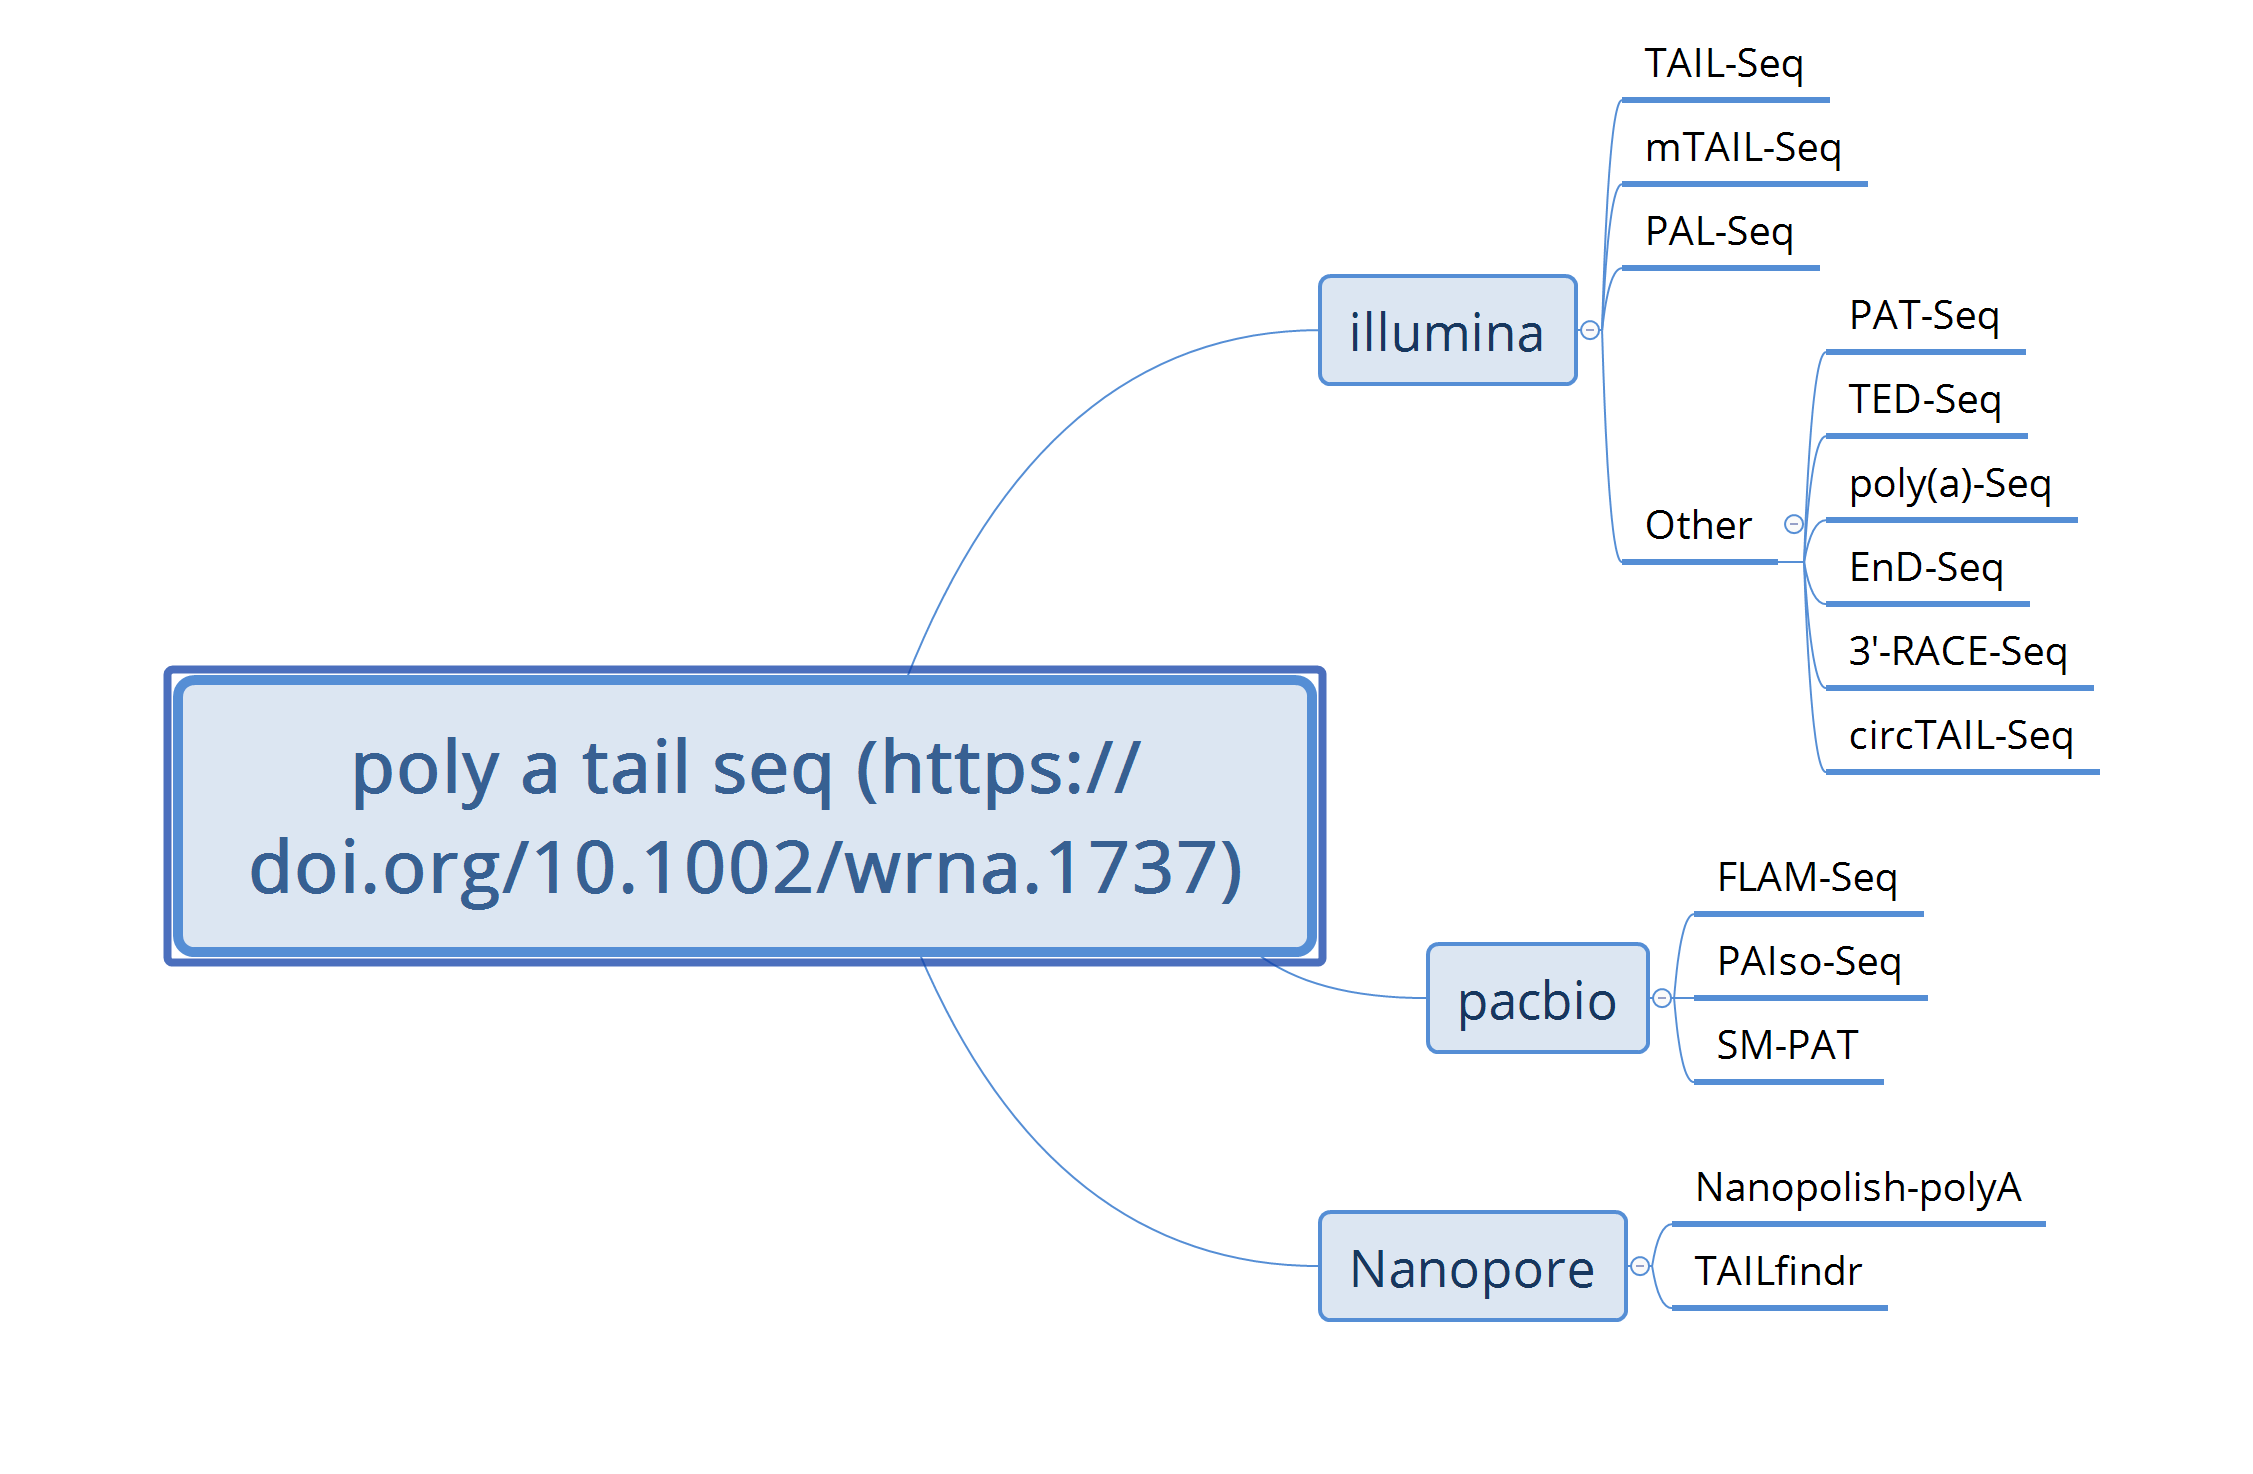 poly a tail seq (https://
doi.org/10.1002/wrna.1737)
illumina
TAIL-Seq
mTAIL-Seq
PAL-Seq
Other
PAT-Seq
TED-Seq
poly(a)-Seq
EnD-Seq
3'-RACE-Seq
circTAIL-Seq
pacbio
FLAM-Seq
PAIso-Seq
SM-PAT
Nanopore
Nanopolish-polyA
TAILfindr